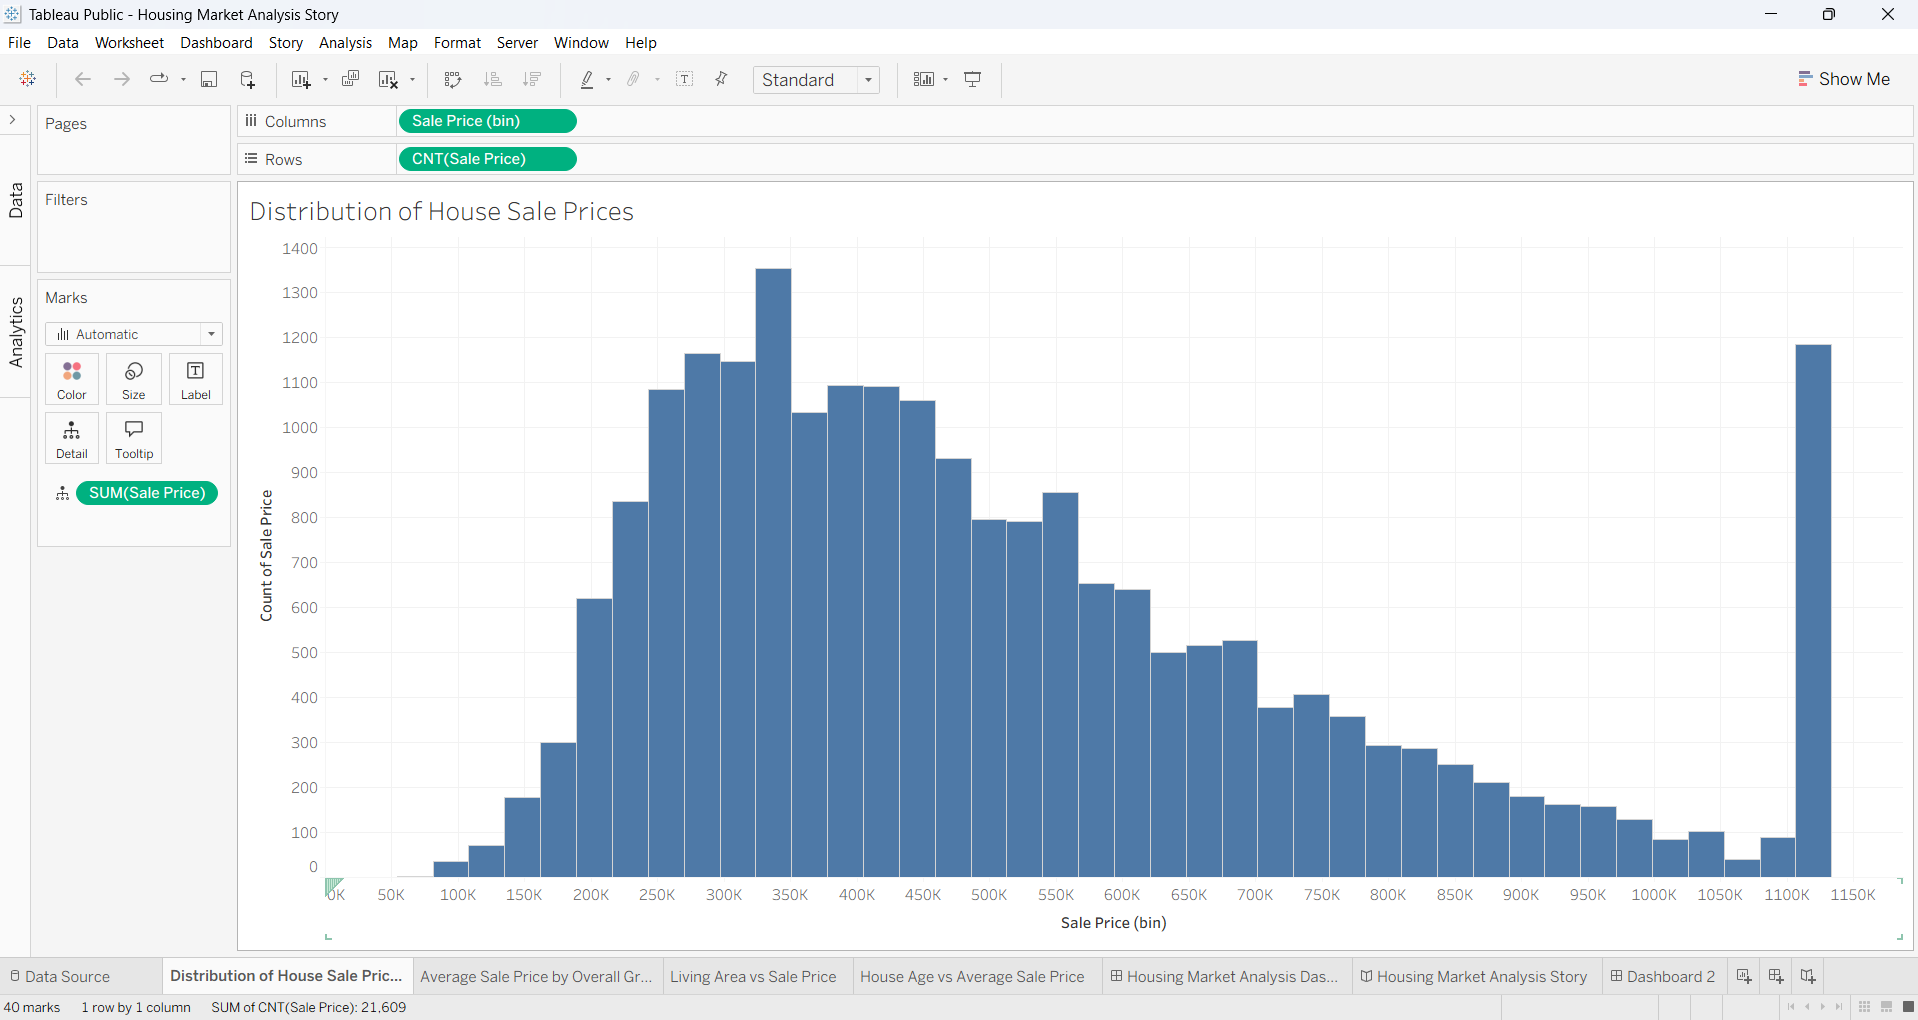 Tableau Public - Housing Market Analysis Story
File Data Worksheet Dashboard Story Analysis Map Format Server Window Help
Standard
Show Me
Pages
Columns
Sale Price (bin)
Rows
CNT(Sale Price)
Data
Analytics
Filters
Marks
Automatic
Color Size Label
Detail Tooltip
SUM(Sale Price)
Distribution of House Sale Prices
1400
1300
1200
1100
1000
900
800
700
600
500
400
300
200
100
0
Count of Sale Price
0K 50K 100K 150K 200K 250K 300K 350K 400K 450K 500K 550K 600K 650K 700K 750K 800K 850K 900K 950K 1000K 1050K 1100K 1150K
Sale Price (bin)
Data Source Distribution of House Sale Pric... Average Sale Price by Overall Gr... Living Area vs Sale Price House Age vs Average Sale Price Housing Market Analysis Das... Housing Market Analysis Story Dashboard 2
40 marks 1 row by 1 column SUM of CNT(Sale Price): 21,609